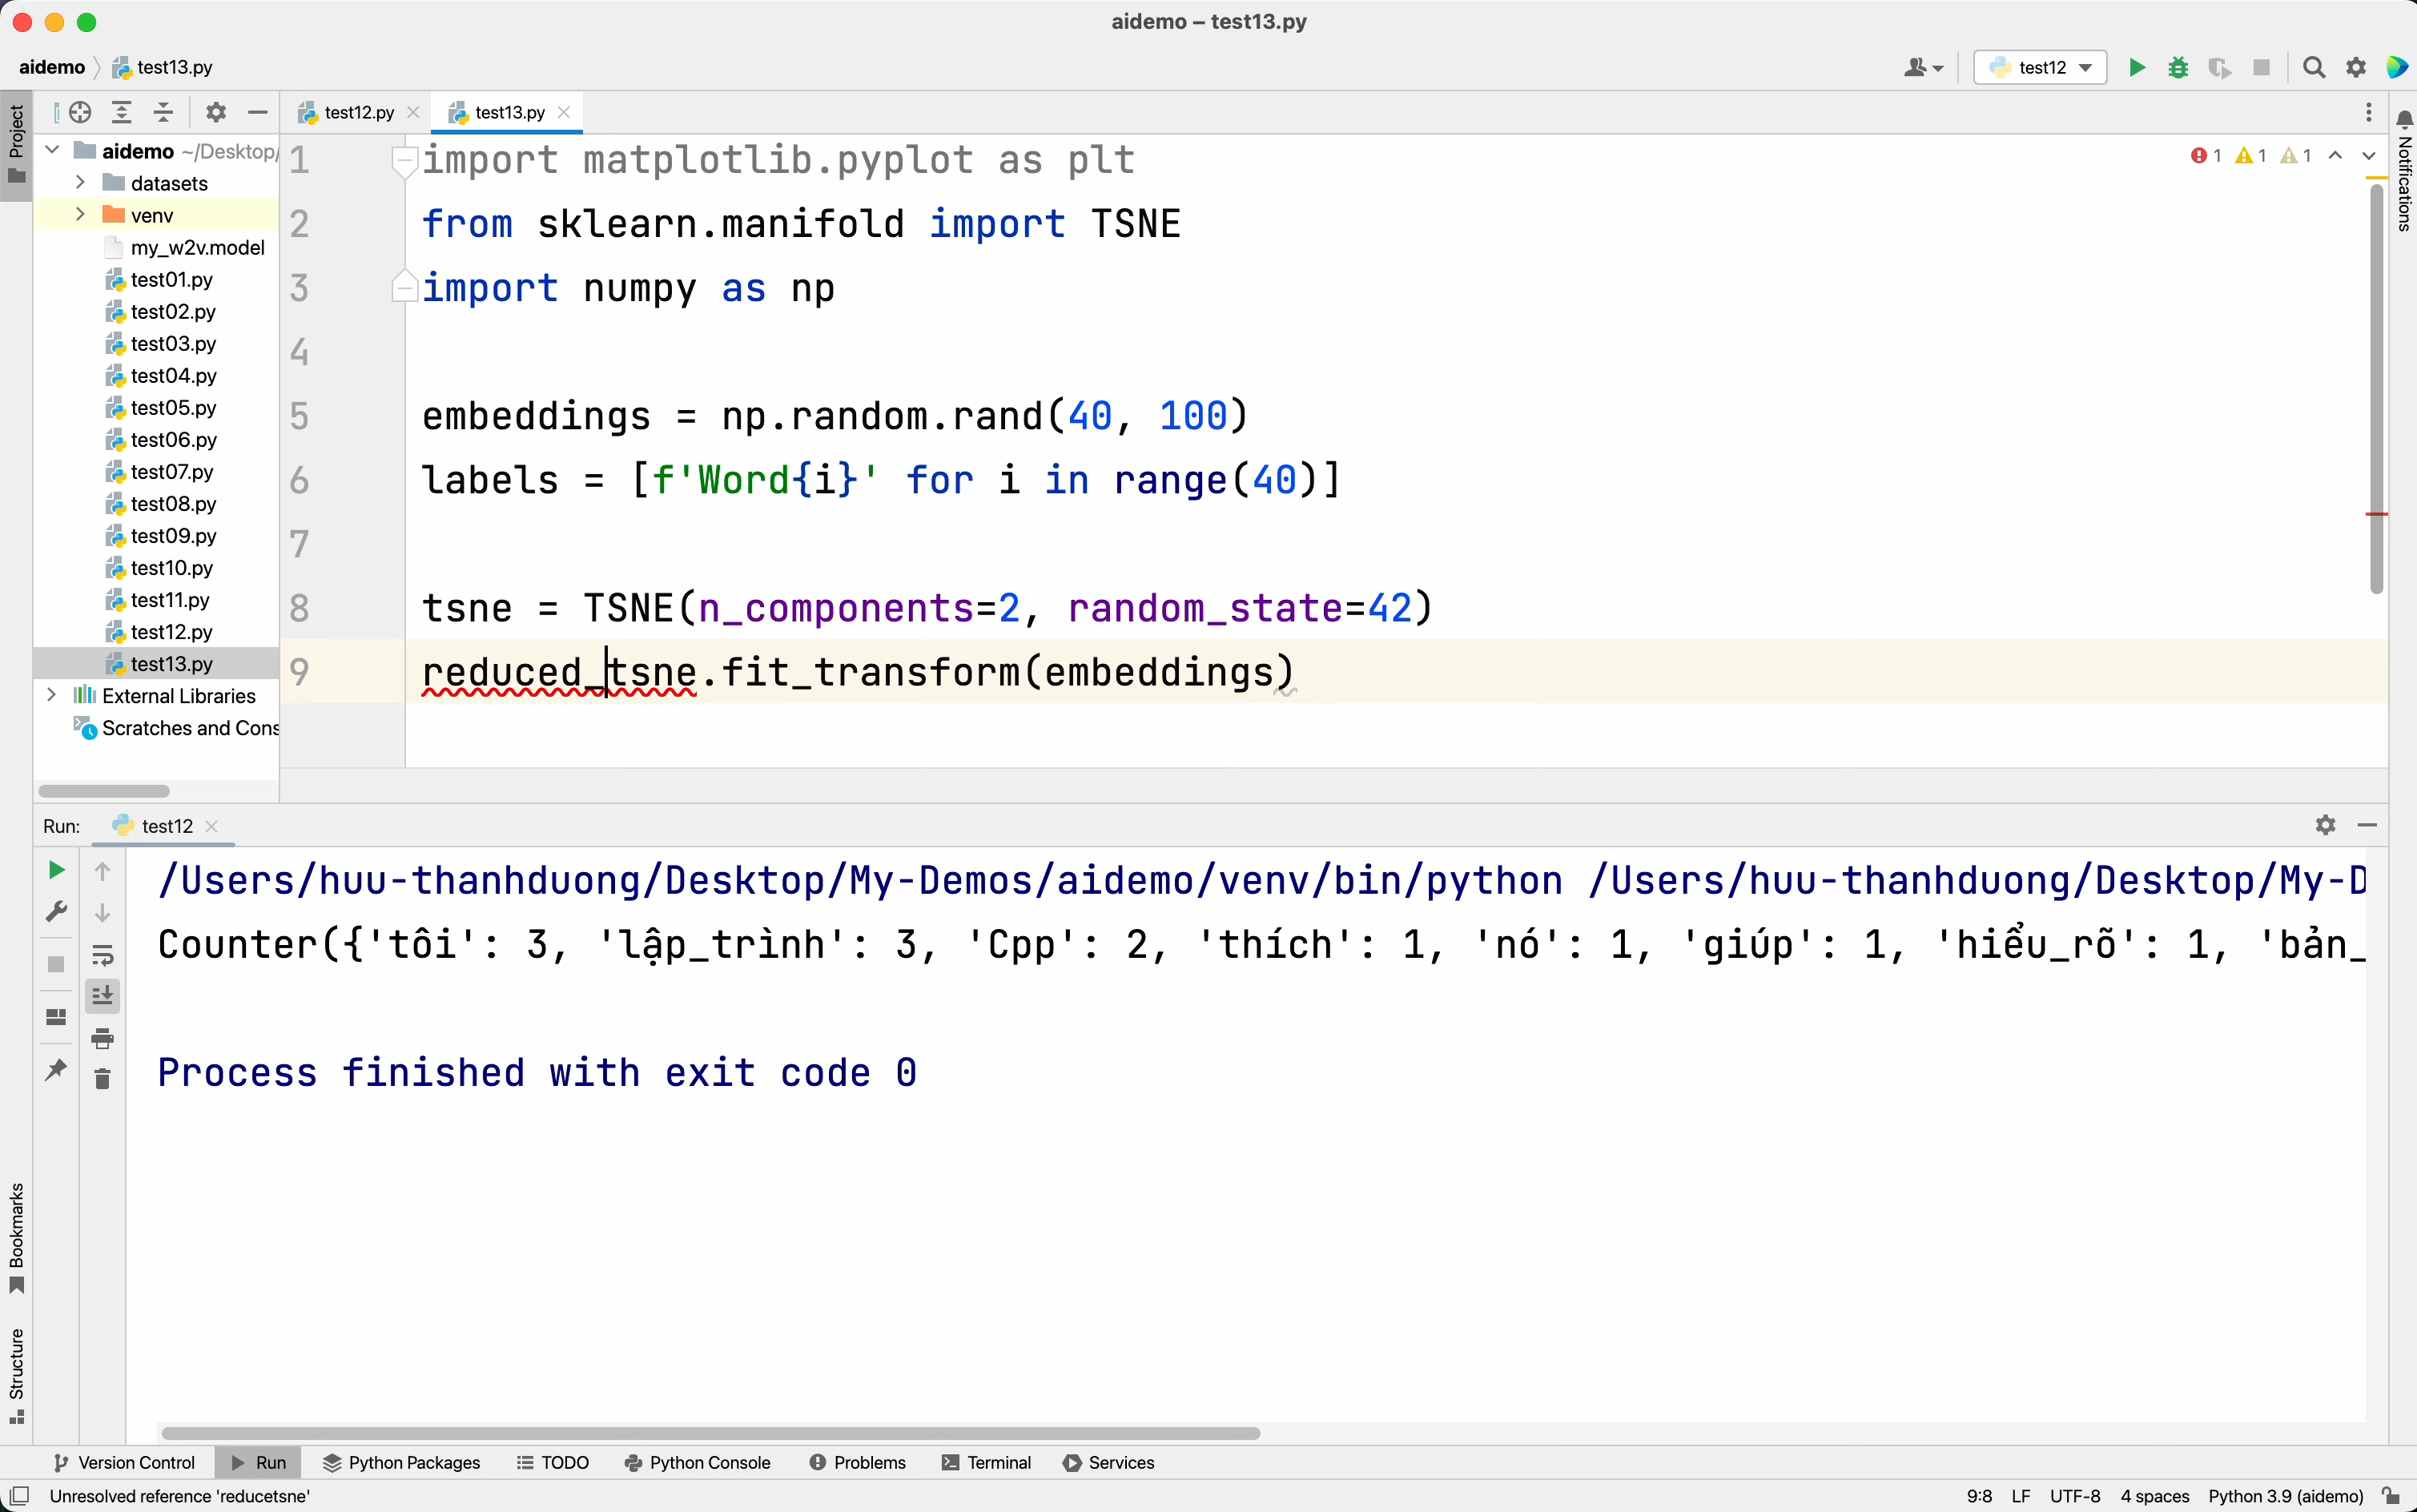 aidemo – test13.py
aidemo
test13.py
test12
Project
Notifications
test12.py
test13.py
aidemo ~/Desktop/
datasets
venv
my_w2v.model
test01.py
test02.py
test03.py
test04.py
test05.py
test06.py
test07.py
test08.py
test09.py
test10.py
test11.py
test12.py
test13.py
External Libraries
Scratches and Cons
1 1 1
1 import matplotlib.pyplot as plt
2 from sklearn.manifold import TSNE
3 import numpy as np
4
5 embeddings = np.random.rand(40, 100)
6 labels = [f'Word{i}' for i in range(40)]
7
8 tsne = TSNE(n_components=2, random_state=42)
9 reduced_tsne.fit_transform(embeddings)
Run: test12
/Users/huu-thanhduong/Desktop/My-Demos/aidemo/venv/bin/python /Users/huu-thanhduong/Desktop/My-D
Counter({'tôi': 3, 'lập_trình': 3, 'Cpp': 2, 'thích': 1, 'nó': 1, 'giúp': 1, 'hiểu_rõ': 1, 'bản_
Process finished with exit code 0
Bookmarks
Structure
Version Control Run Python Packages TODO Python Console Problems Terminal Services
Unresolved reference 'reducetsne'
9:8 LF UTF-8 4 spaces Python 3.9 (aidemo)